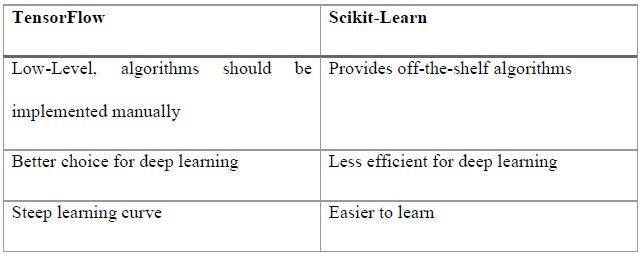 TensorFlow Scikit-Learn
Low-Level, algorithms should be Provides off-the-shelf algorithms
implemented manually
Better choice for deep learning Less efficient for deep learning
Steep learning curve Easier to learn